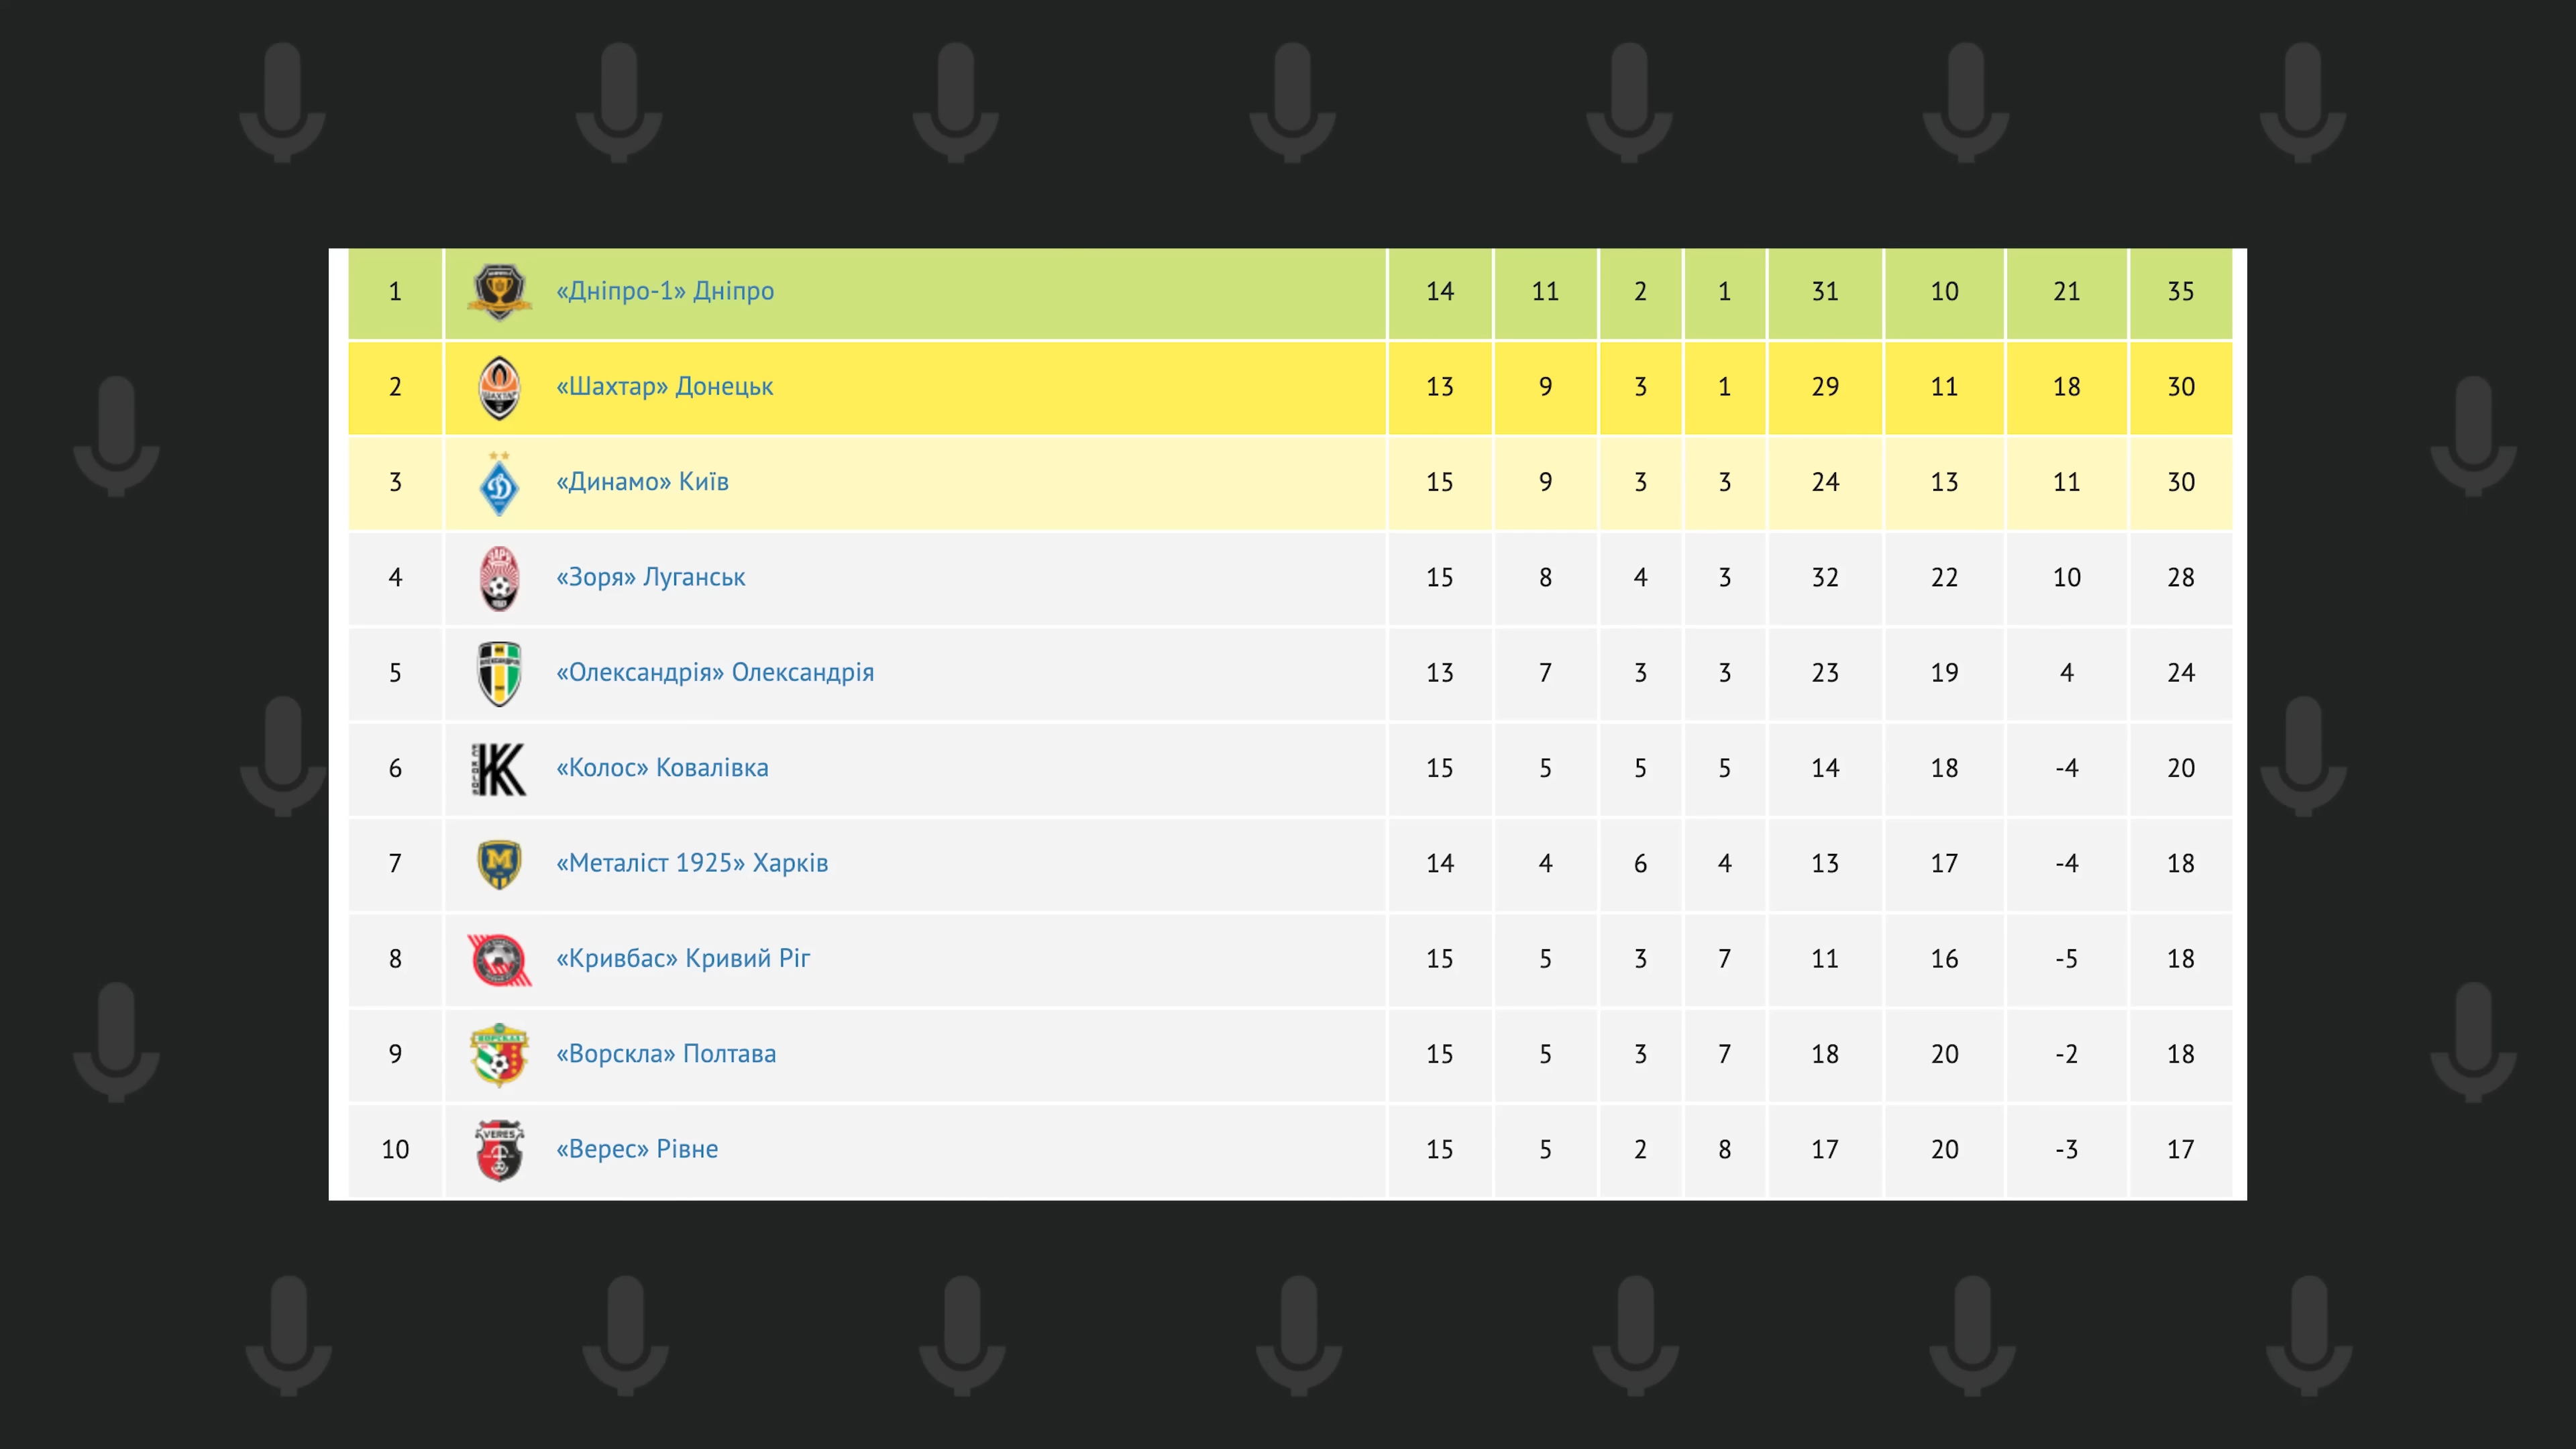 1 «Дніпро-1» Дніпро 14 11 2 1 31 10 21 35
2 ШАХТАР «Шахтар» Донецьк 13 9 3 1 29 11 18 30
3 «Динамо» Київ 15 9 3 3 24 13 11 30
4 «Зоря» Луганськ 15 8 4 3 32 22 10 28
5 «Олександрія» Олександрія 13 7 3 3 23 19 4 24
6 «Колос» Ковалівка 15 5 5 5 14 18 -4 20
7 M «Металіст 1925» Харків 14 4 6 4 13 17 -4 18
8 «Кривбас» Кривий Ріг 15 5 3 7 11 16 -5 18
9 ВОРСКЛА «Ворскла» Полтава 15 5 3 7 18 20 -2 18
10 VERES «Верес» Рівне 15 5 2 8 17 20 -3 17